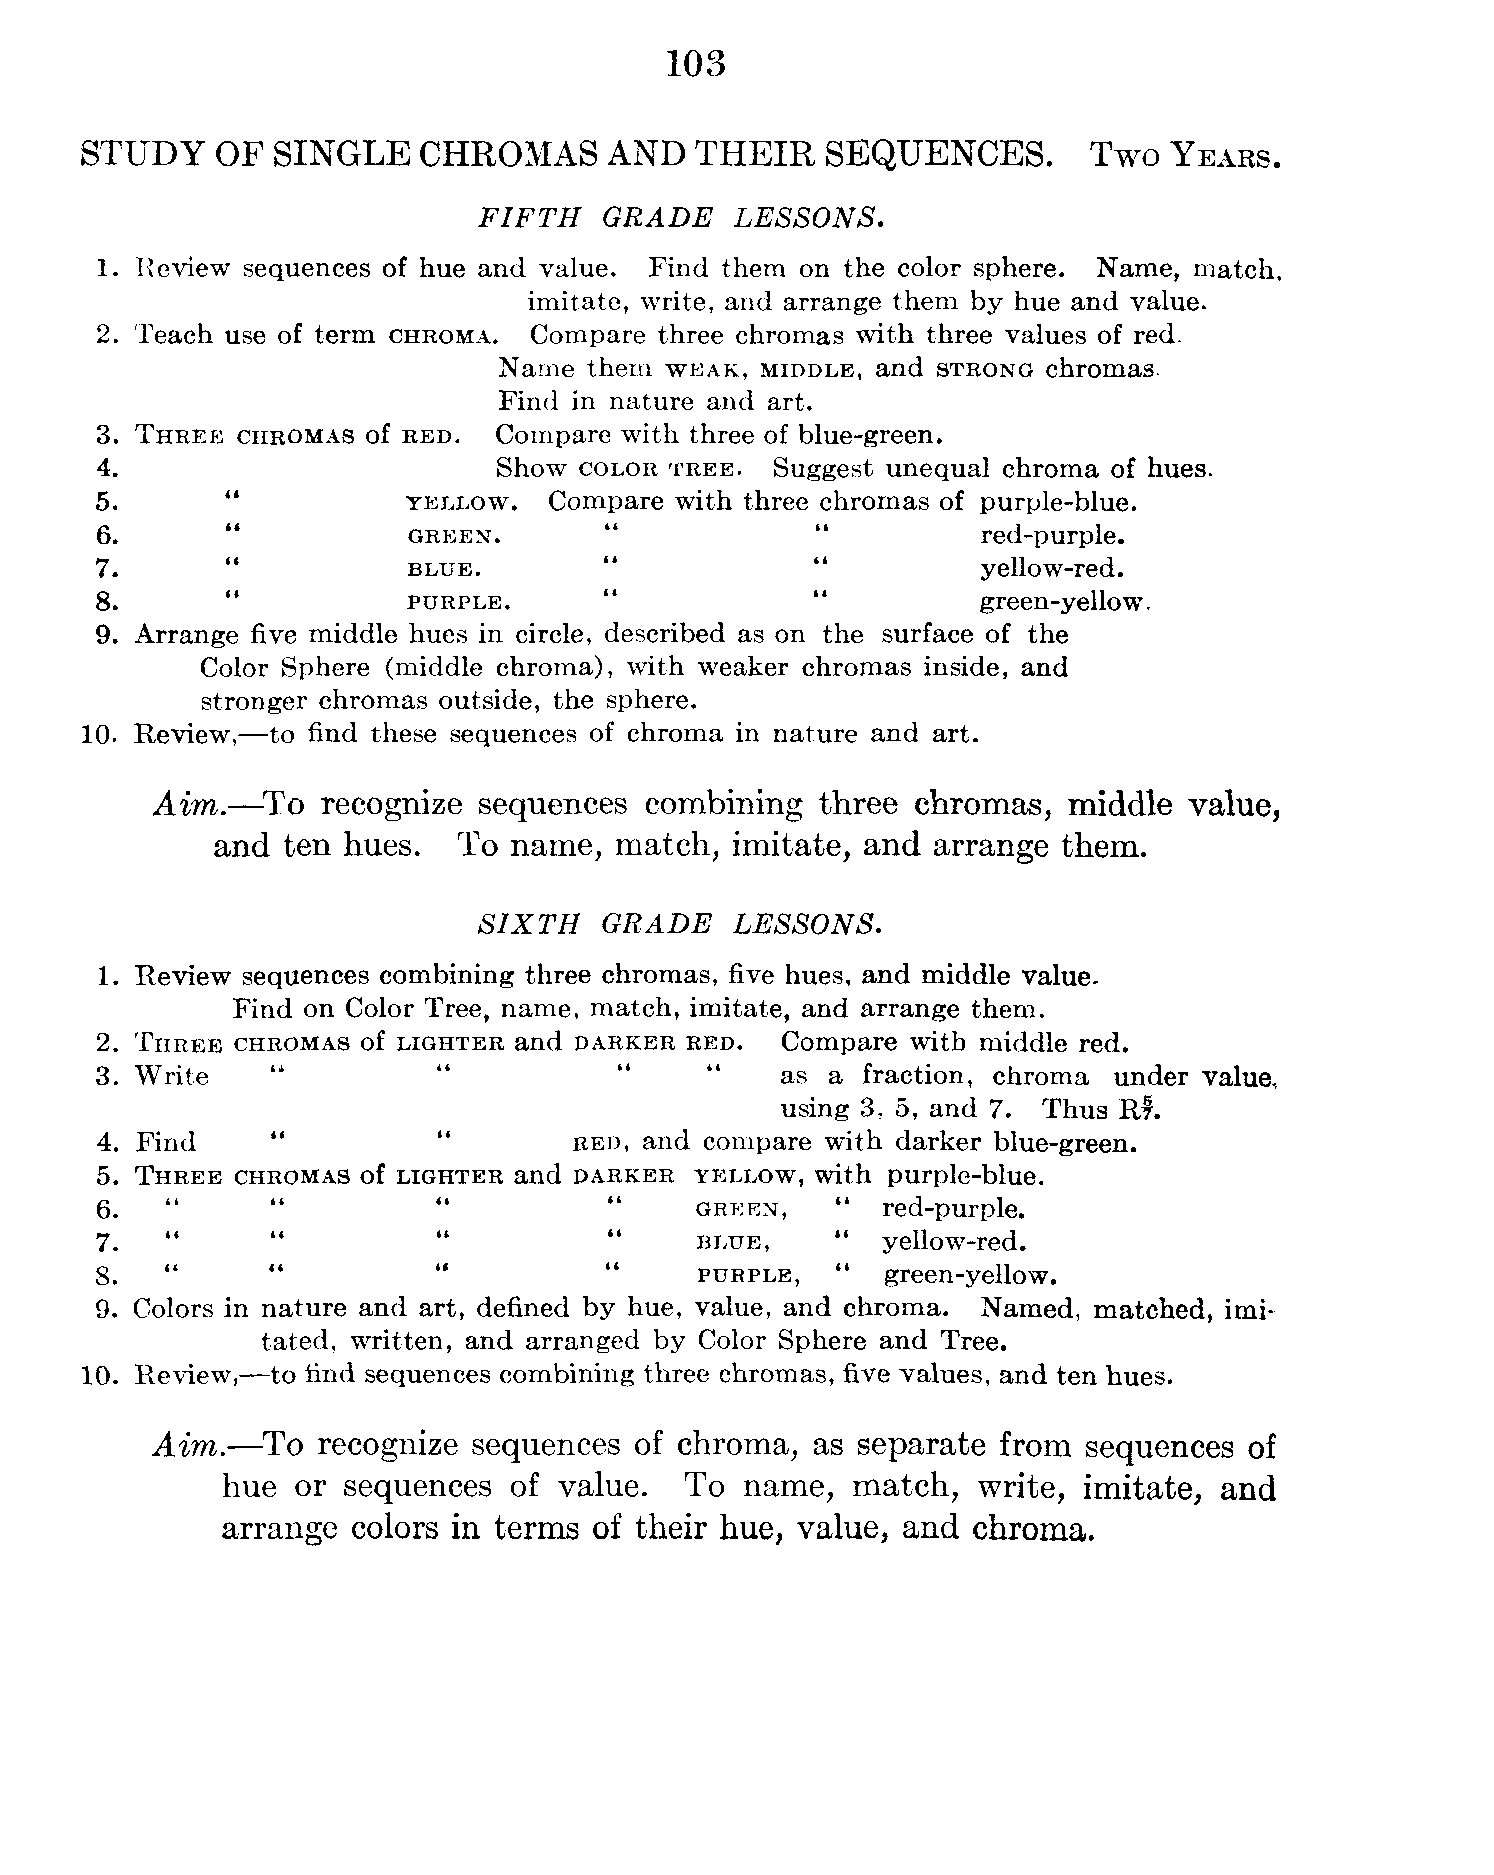 103
STUDY OF SINGLE CHROMAS AND THEIR SEQUENCES. TWO YEARS.
FIFTH GRADE LESSONS.
1. Review sequences of hue and value. Find them on the color sphere. Name, match,
imitate, write, and arrange them by hue and value.
2. Teach use of term CHROMA. Compare three chromas with three values of red.
Name them WEAK, MIDDLE, and STRONG chromas.
Find in nature and art.
3. THREE CHROMAS of RED. Compare with three of blue-green.
4. Show COLOR TREE. Suggest unequal chroma of hues.
5. “ YELLOW. Compare with three chromas of purple-blue.
6. “ GREEN. “ “ red-purple.
7. “ BLUE. “ “ yellow-red.
8. “ PURPLE. “ “ green-yellow.
9. Arrange five middle hues in circle, described as on the surface of the
Color Sphere (middle chroma), with weaker chromas inside, and
stronger chromas outside, the sphere.
10. Review,—to find these sequences of chroma in nature and art.
Aim.—To recognize sequences combining three chromas, middle value,
and ten hues. To name, match, imitate, and arrange them.
SIXTH GRADE LESSONS.
1. Review sequences combining three chromas, five hues, and middle value.
Find on Color Tree, name, match, imitate, and arrange them.
2. THREE CHROMAS of LIGHTER and DARKER RED. Compare with middle red.
3. Write “ “ “ “ as a fraction, chroma under value,
using 3, 5, and 7. Thus R5/7.
4. Find “ “ RED, and compare with darker blue-green.
5. THREE CHROMAS of LIGHTER and DARKER YELLOW, with purple-blue.
6. “ “ “ “ GREEN, “ red-purple.
7. “ “ “ “ BLUE, “ yellow-red.
8. “ “ “ “ PURPLE, “ green-yellow.
9. Colors in nature and art, defined by hue, value, and chroma. Named, matched, imi-
tated, written, and arranged by Color Sphere and Tree.
10. Review,—to find sequences combining three chromas, five values, and ten hues.
Aim.—To recognize sequences of chroma, as separate from sequences of
hue or sequences of value. To name, match, write, imitate, and
arrange colors in terms of their hue, value, and chroma.